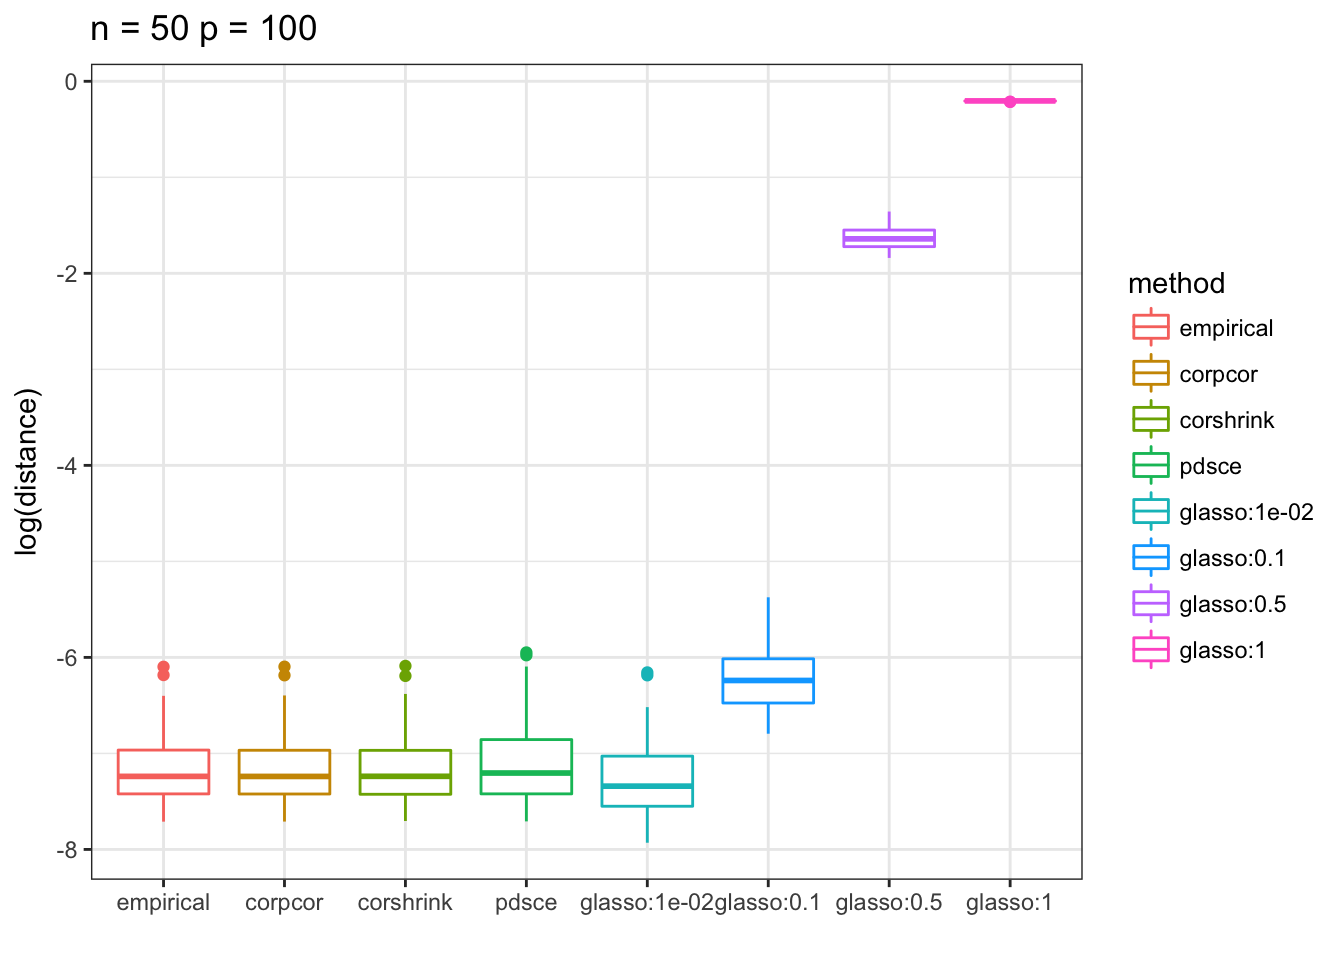 n = 50 p = 100
0
-2
-4
-6
-8
log(distance)
empirical corpcor corshrink pdsce glasso:1e-02 glasso:0.1 glasso:0.5 glasso:1
method
empirical
corpcor
corshrink
pdsce
glasso:1e-02
glasso:0.1
glasso:0.5
glasso:1